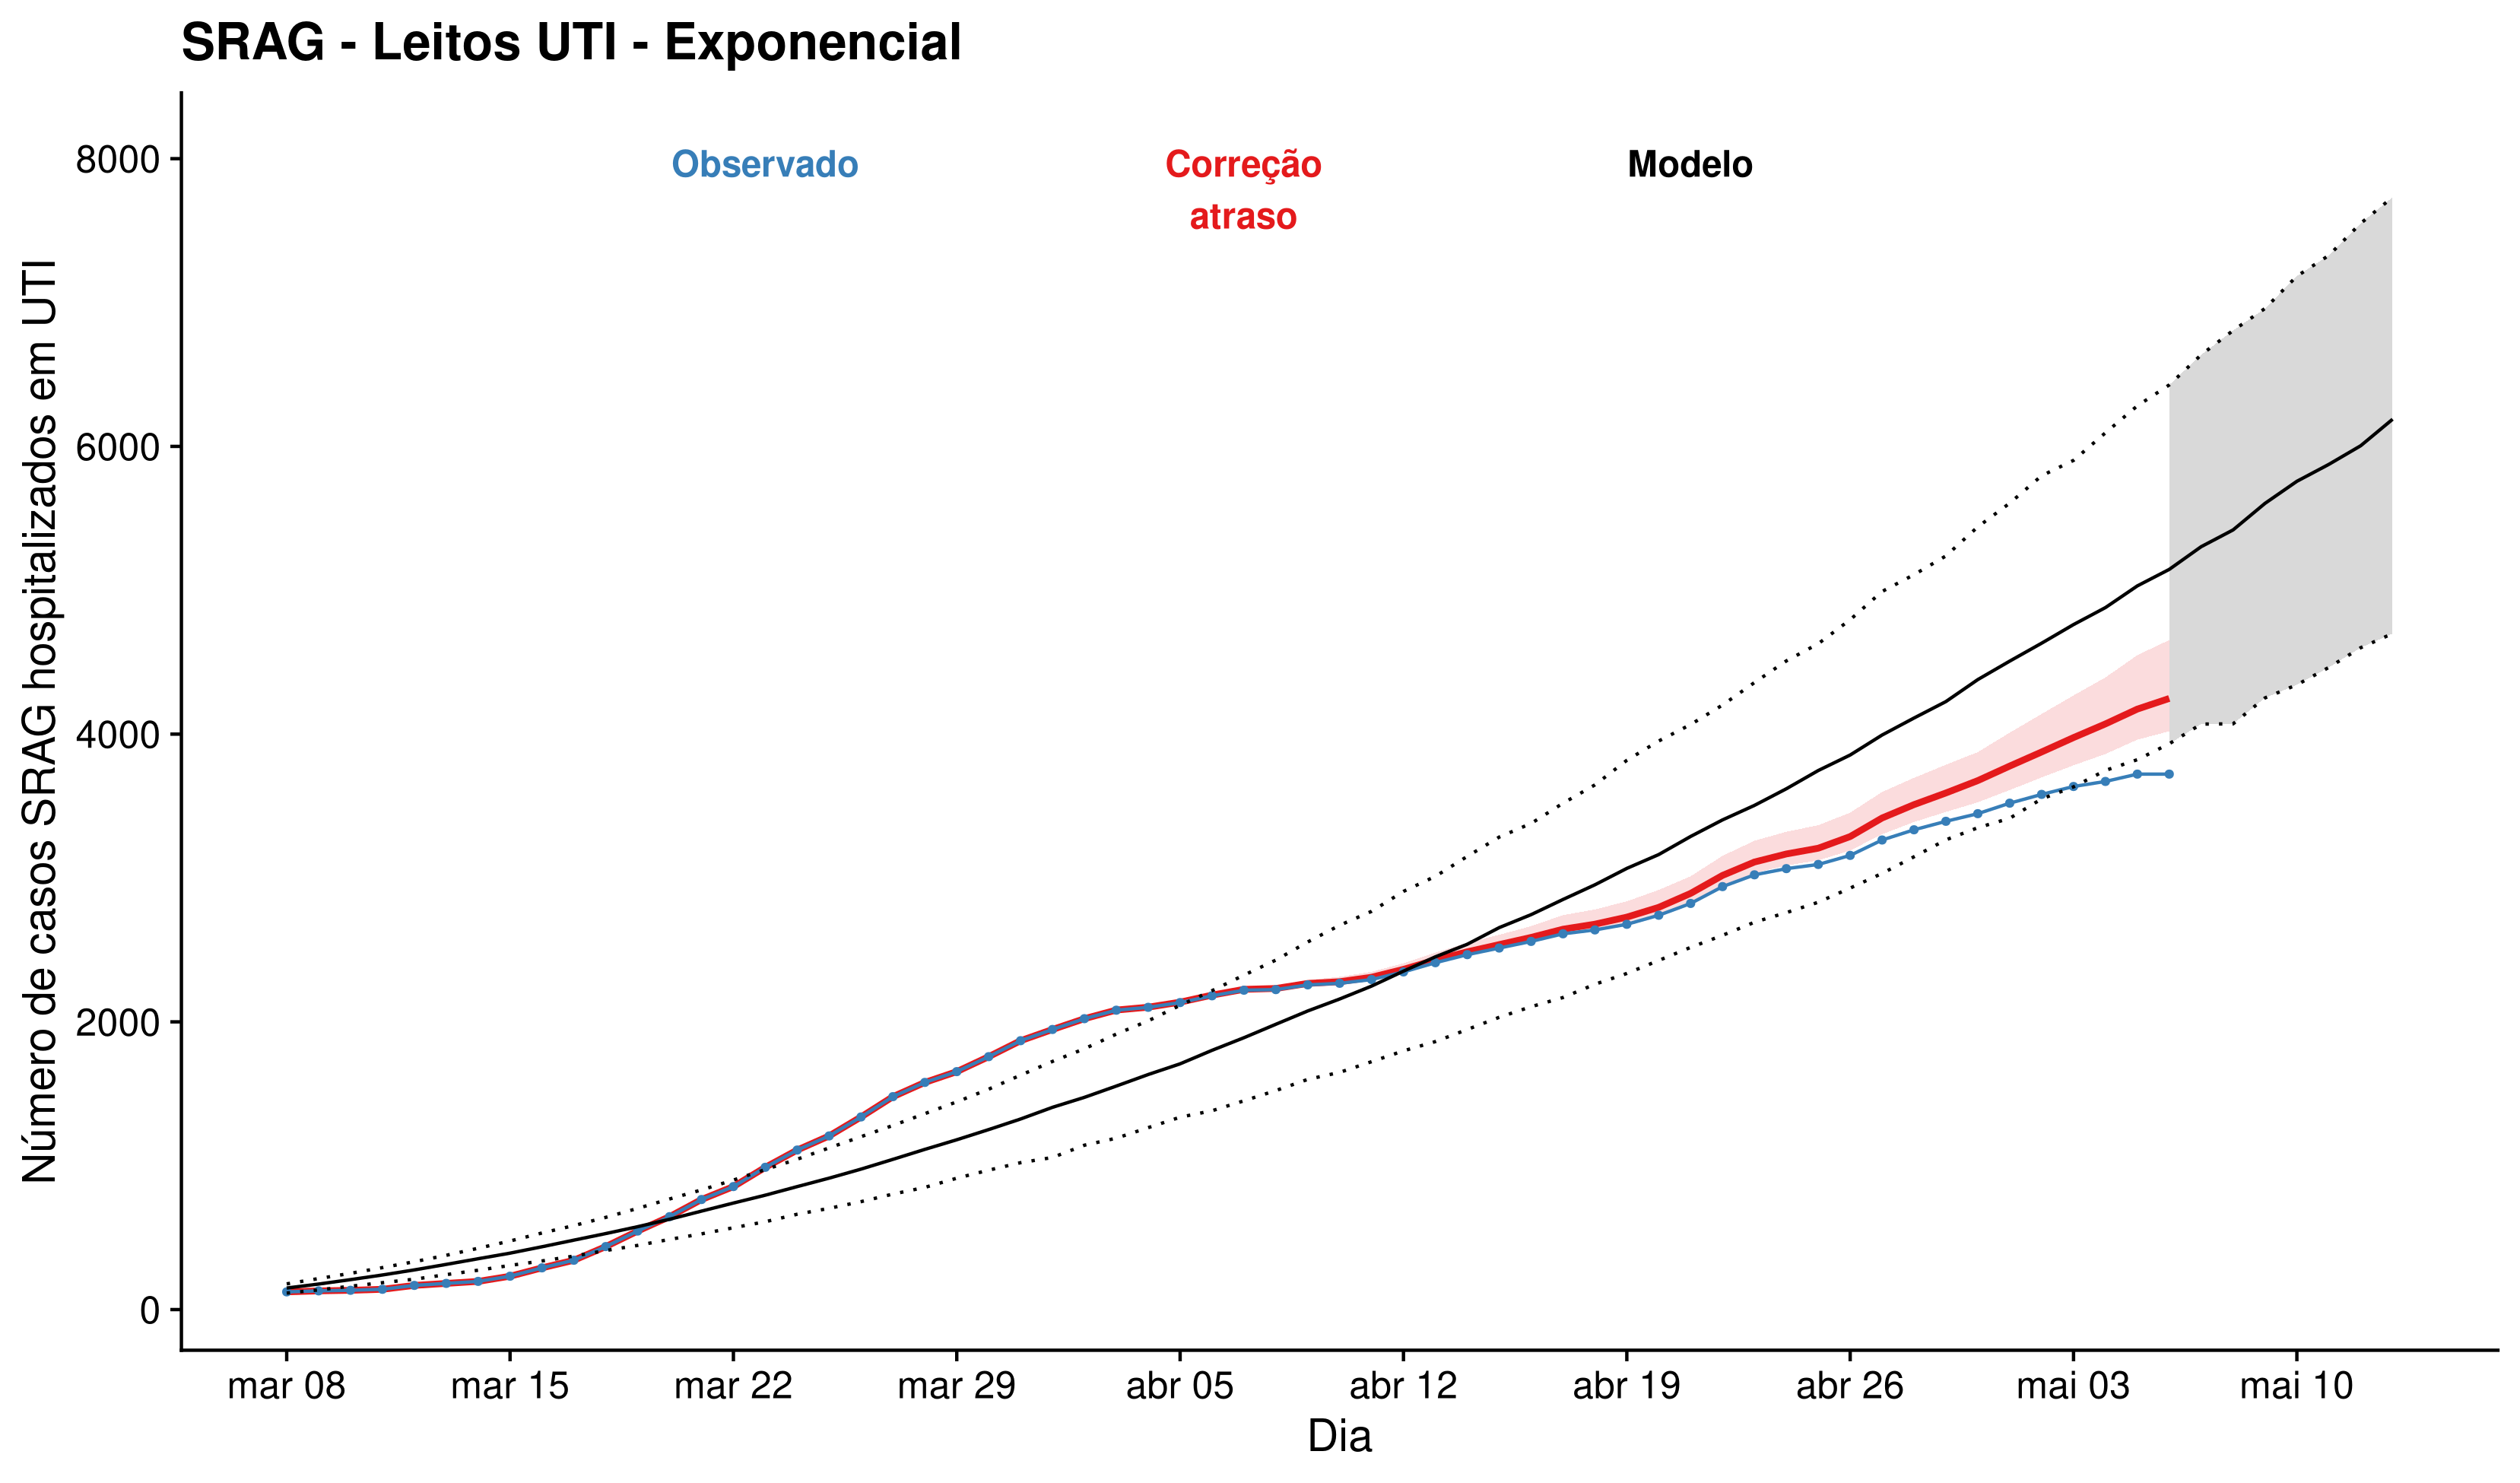 SRAG - Leitos UTI - Exponencial
Observado
Correção
atraso
Modelo
Número de casos SRAG hospitalizados em UTI
8000
6000
4000
2000
0
mar 08
mar 15
mar 22
mar 29
abr 05
abr 12
abr 19
abr 26
mai 03
mai 10
Dia